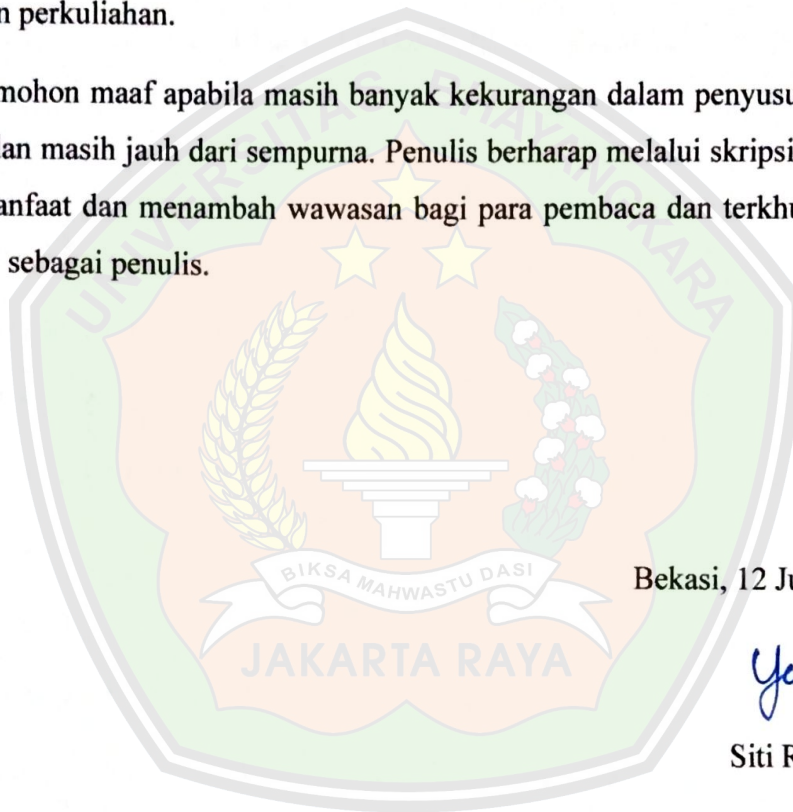 n perkuliahan.
mohon maaf apabila masih banyak kekurangan dalam penyusu
dan masih jauh dari sempurna. Penulis berharap melalui skripsi
anfaat dan menambah wawasan bagi para pembaca dan terkhu
sebagai penulis.
UNIVERSITAS BHAYANGKARA
BIKSA MAHWASTU DASI
JAKARTA RAYA
Bekasi, 12 Ju
Siti R